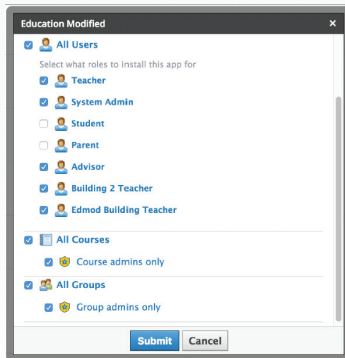 Education Modified ×
All Users
Select what roles to install this app for
Teacher
System Admin
Student
Parent
Advisor
Building 2 Teacher
Edmod Building Teacher
All Courses
Course admins only
All Groups
Group admins only
Submit Cancel